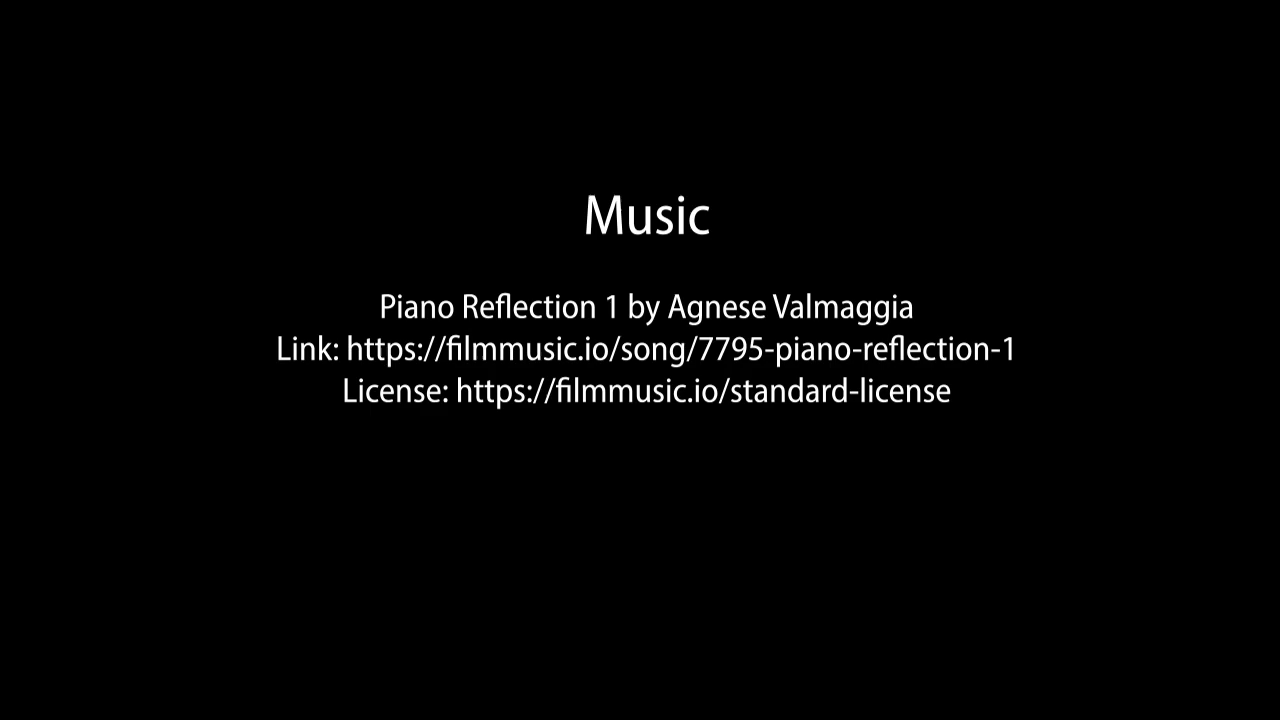 Music
Piano Reflection 1 by Agnese Valmaggia
Link: https://filmmusic.io/song/7795-piano-reflection-1
License: https://filmmusic.io/standard-license